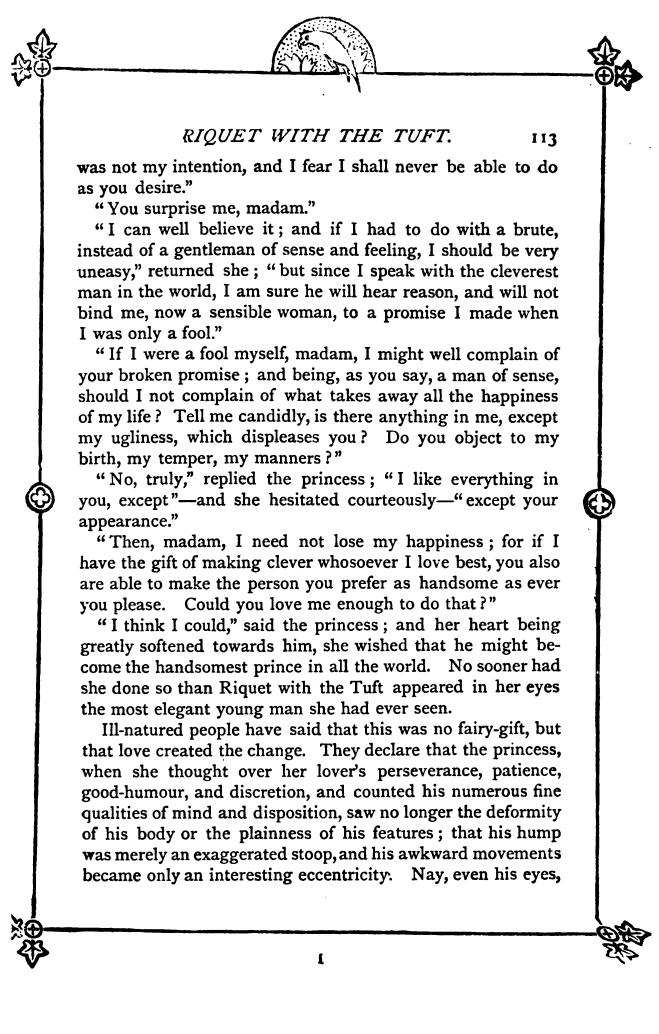 RIQUET WITH THE TUFT. 113
was not my intention, and I fear I shall never be able to do
as you desire.”
“You surprise me, madam.”
“I can well believe it; and if I had to do with a brute,
instead of a gentleman of sense and feeling, I should be very
uneasy,” returned she; “but since I speak with the cleverest
man in the world, I am sure he will hear reason, and will not
bind me, now a sensible woman, to a promise I made when
I was only a fool.”
“If I were a fool myself, madam, I might well complain of
your broken promise; and being, as you say, a man of sense,
should I not complain of what takes away all the happiness
of my life? Tell me candidly, is there anything in me, except
my ugliness, which displeases you? Do you object to my
birth, my temper, my manners?”
“No, truly,” replied the princess; “I like everything in
you, except”—and she hesitated courteously—“except your
appearance.”
“Then, madam, I need not lose my happiness; for if I
have the gift of making clever whosoever I love best, you also
are able to make the person you prefer as handsome as ever
you please. Could you love me enough to do that?”
“I think I could,” said the princess; and her heart being
greatly softened towards him, she wished that he might be-
come the handsomest prince in all the world. No sooner had
she done so than Riquet with the Tuft appeared in her eyes
the most elegant young man she had ever seen.
Ill-natured people have said that this was no fairy-gift, but
that love created the change. They declare that the princess,
when she thought over her lover’s perseverance, patience,
good-humour, and discretion, and counted his numerous fine
qualities of mind and disposition, saw no longer the deformity
of his body or the plainness of his features; that his hump
was merely an exaggerated stoop, and his awkward movements
became only an interesting eccentricity. Nay, even his eyes,
I